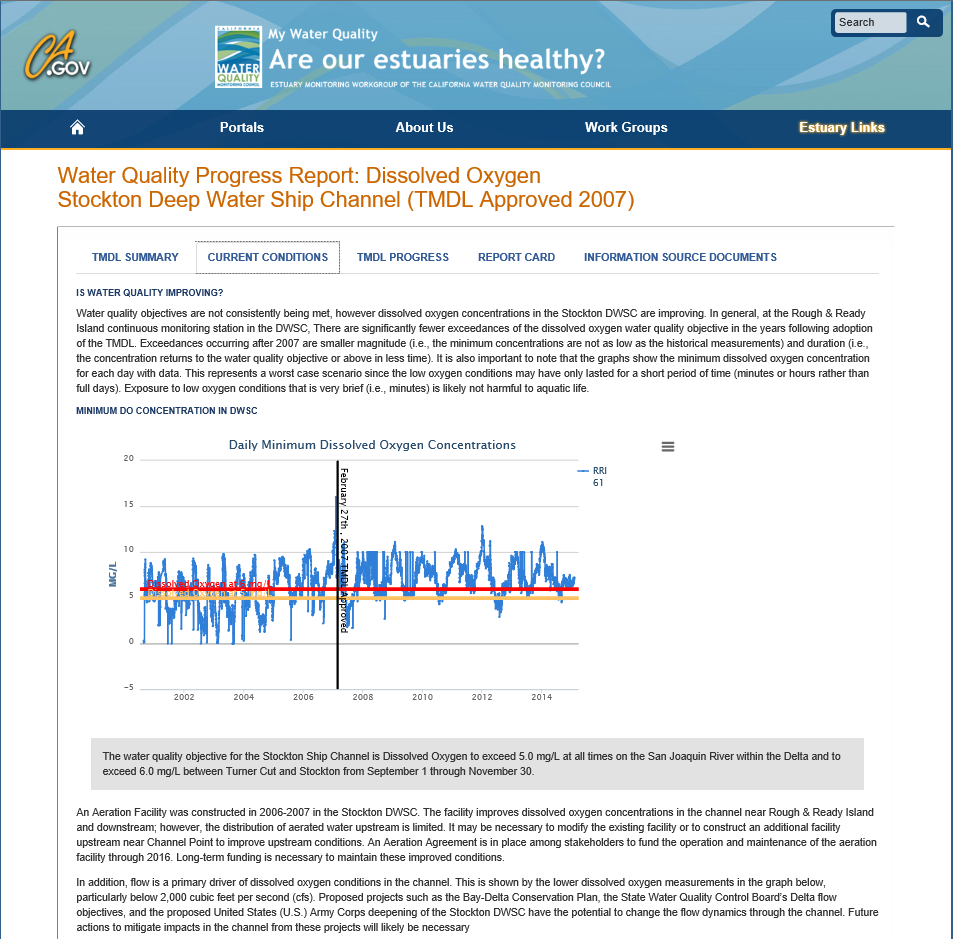 CA
.GOV
CALIFORNIA
WATER
QUALITY
MONITORING COUNCIL
My Water Quality
Are our estuaries healthy?
ESTUARY MONITORING WORKGROUP OF THE CALIFORNIA WATER QUALITY MONITORING COUNCIL
Search
Portals
About Us
Work Groups
Estuary Links
Water Quality Progress Report: Dissolved Oxygen
Stockton Deep Water Ship Channel (TMDL Approved 2007)
TMDL SUMMARY
CURRENT CONDITIONS
TMDL PROGRESS
REPORT CARD
INFORMATION SOURCE DOCUMENTS
IS WATER QUALITY IMPROVING?
Water quality objectives are not consistently being met, however dissolved oxygen concentrations in the Stockton DWSC are improving. In general, at the Rough & Ready
Island continuous monitoring station in the DWSC, There are significantly fewer exceedances of the dissolved oxygen water quality objective in the years following adoption
of the TMDL. Exceedances occurring after 2007 are smaller magnitude (i.e., the minimum concentrations are not as low as the historical measurements) and duration (i.e.,
the concentration returns to the water quality objective or above in less time). It is also important to note that the graphs show the minimum dissolved oxygen concentration
for each day with data. This represents a worst case scenario since the low oxygen conditions may have only lasted for a short period of time (minutes or hours rather than
full days). Exposure to low oxygen conditions that is very brief (i.e., minutes) is likely not harmful to aquatic life.
MINIMUM DO CONCENTRATION IN DWSC
Daily Minimum Dissolved Oxygen Concentrations
RRI
61
MG/L
20
15
10
5
0
−5
Dissolved Oxygen at 6 mg/L
February 27th , 2007 TMDL Approved
2002
2004
2006
2008
2010
2012
2014
The water quality objective for the Stockton Ship Channel is Dissolved Oxygen to exceed 5.0 mg/L at all times on the San Joaquin River within the Delta and to
exceed 6.0 mg/L between Turner Cut and Stockton from September 1 through November 30.
An Aeration Facility was constructed in 2006-2007 in the Stockton DWSC. The facility improves dissolved oxygen concentrations in the channel near Rough & Ready Island
and downstream; however, the distribution of aerated water upstream is limited. It may be necessary to modify the existing facility or to construct an additional facility
upstream near Channel Point to improve upstream conditions. An Aeration Agreement is in place among stakeholders to fund the operation and maintenance of the aeration
facility through 2016. Long-term funding is necessary to maintain these improved conditions.
In addition, flow is a primary driver of dissolved oxygen conditions in the channel. This is shown by the lower dissolved oxygen measurements in the graph below,
particularly below 2,000 cubic feet per second (cfs). Proposed projects such as the Bay-Delta Conservation Plan, the State Water Quality Control Board's Delta flow
objectives, and the proposed United States (U.S.) Army Corps deepening of the Stockton DWSC have the potential to change the flow dynamics through the channel. Future
actions to mitigate impacts in the channel from these projects will likely be necessary